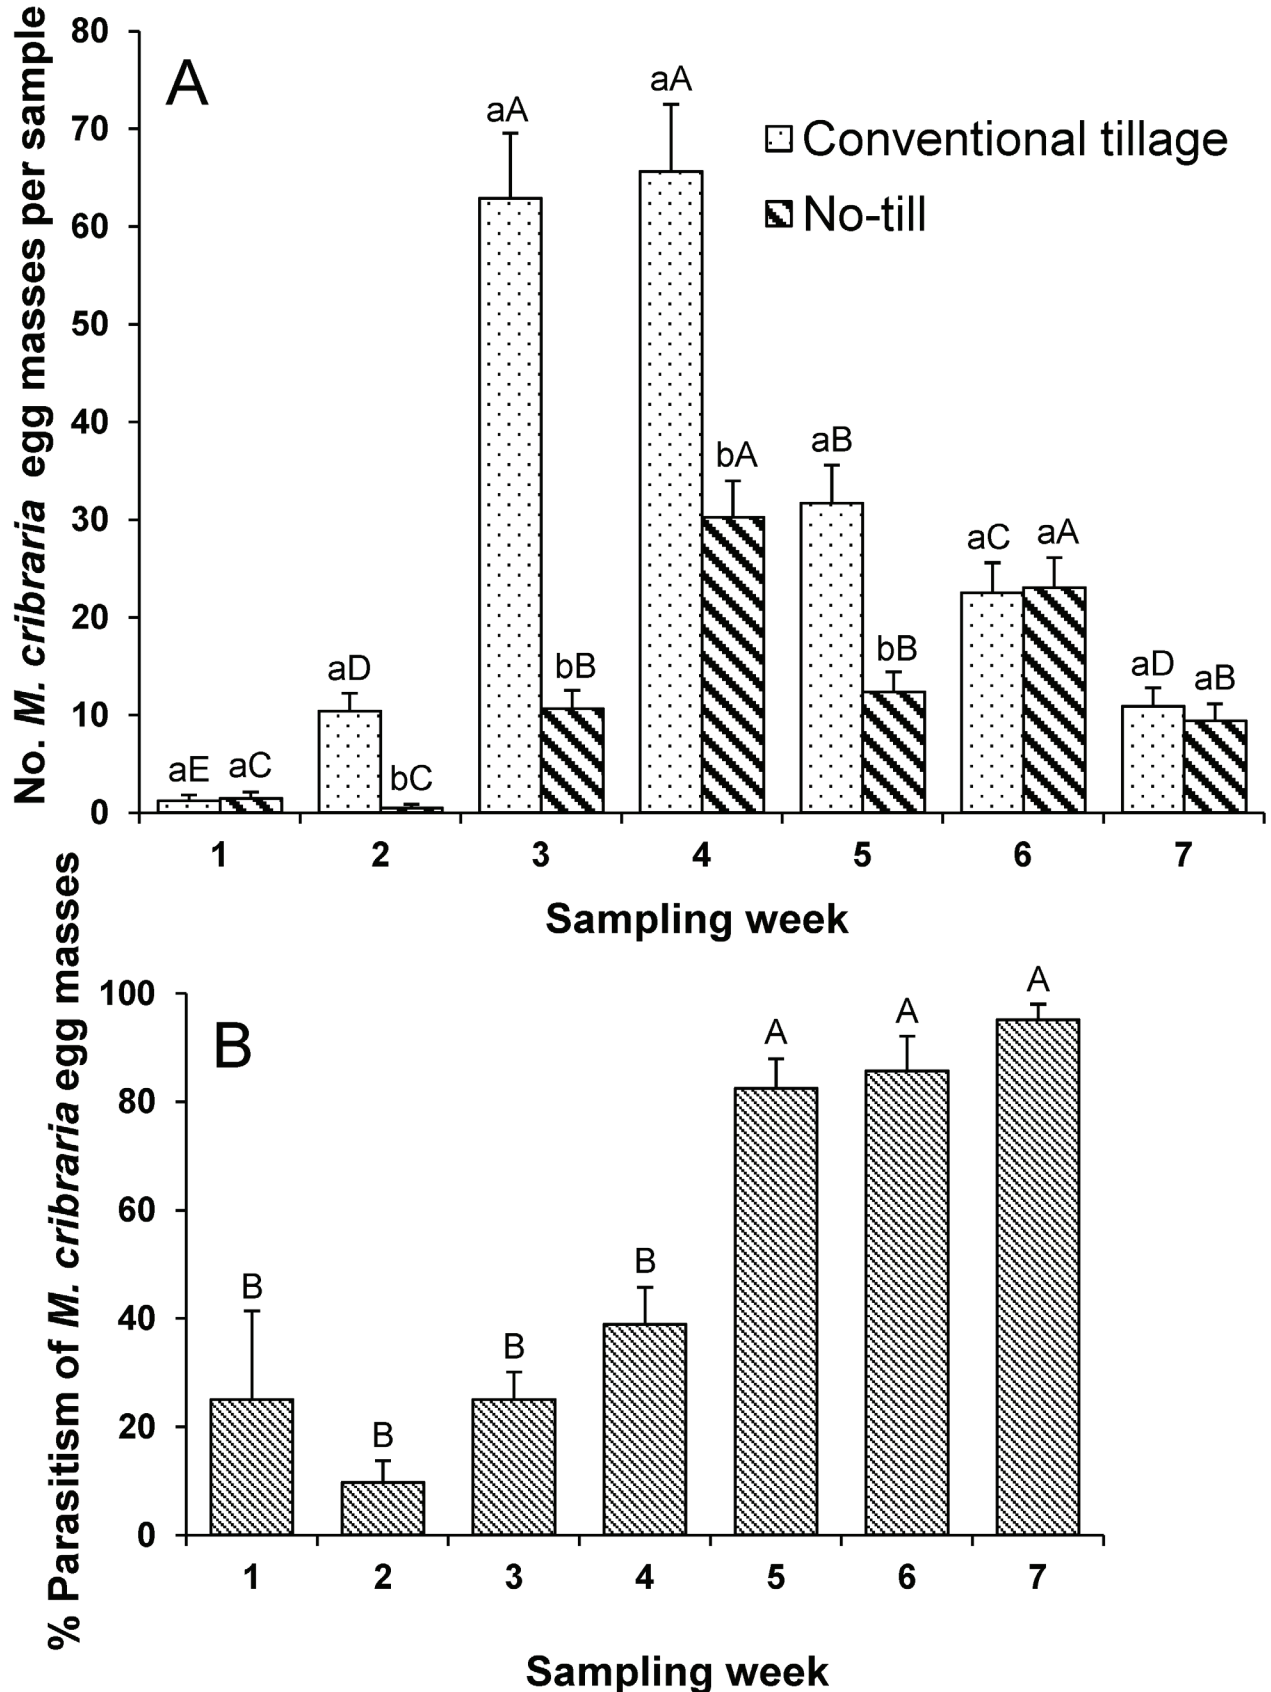 No. M. cribraria egg masses per sample
80
70
60
50
40
30
20
10
0
A
Conventional tillage
No-till
aE aC aD bC aA bB aA bA aB bB aC aA aD aB
1 2 3 4 5 6 7
Sampling week
% Parasitism of M. cribraria egg masses
100
80
60
40
20
0
B
B B B B A A A
1 2 3 4 5 6 7
Sampling week